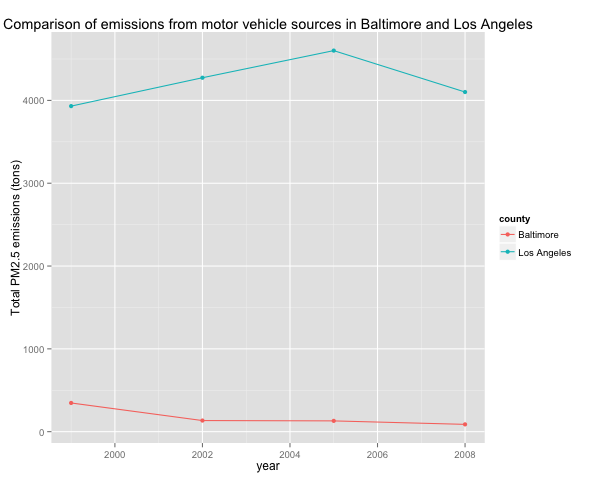 Comparison of emissions from motor vehicle sources in Baltimore and Los Angeles
Total PM2.5 emissions (tons)
4000
3000
2000
1000
0
2000
2002
2004
2006
2008
year
county
Baltimore
Los Angeles